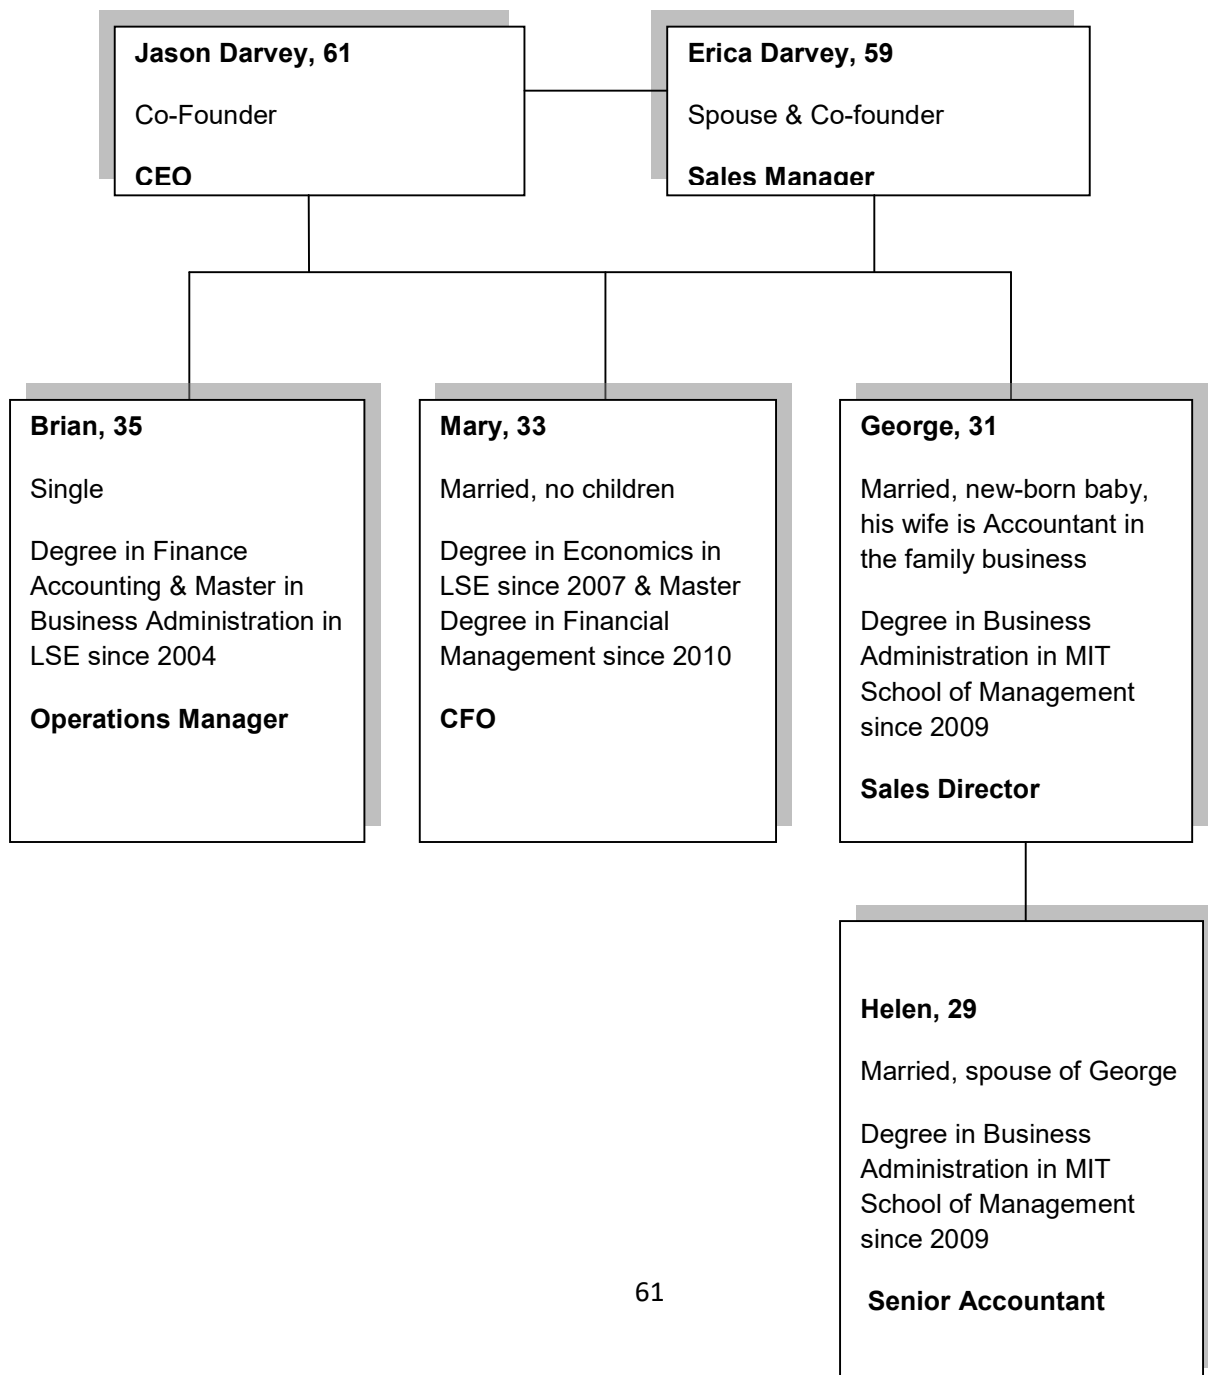 Jason Darvey, 61
Co-Founder
CEO
Erica Darvey, 59
Spouse & Co-founder
Sales Manager
Brian, 35
Single
Degree in Finance
Accounting & Master in
Business Administration in
LSE since 2004
Operations Manager
Mary, 33
Married, no children
Degree in Economics in
LSE since 2007 & Master
Degree in Financial
Management since 2010
CFO
George, 31
Married, new-born baby,
his wife is Accountant in
the family business
Degree in Business
Administration in MIT
School of Management
since 2009
Sales Director
Helen, 29
Married, spouse of George
Degree in Business
Administration in MIT
School of Management
since 2009
Senior Accountant
61